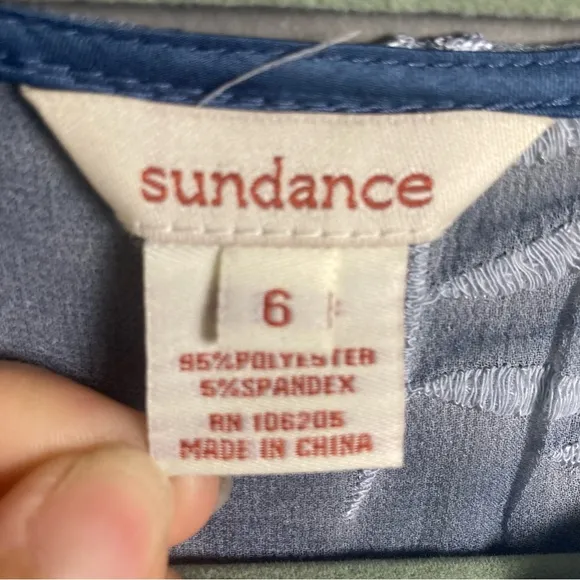 sundance
6
95%POLYESTER
5%SPANDEX
RN 106205
MADE IN CHINA